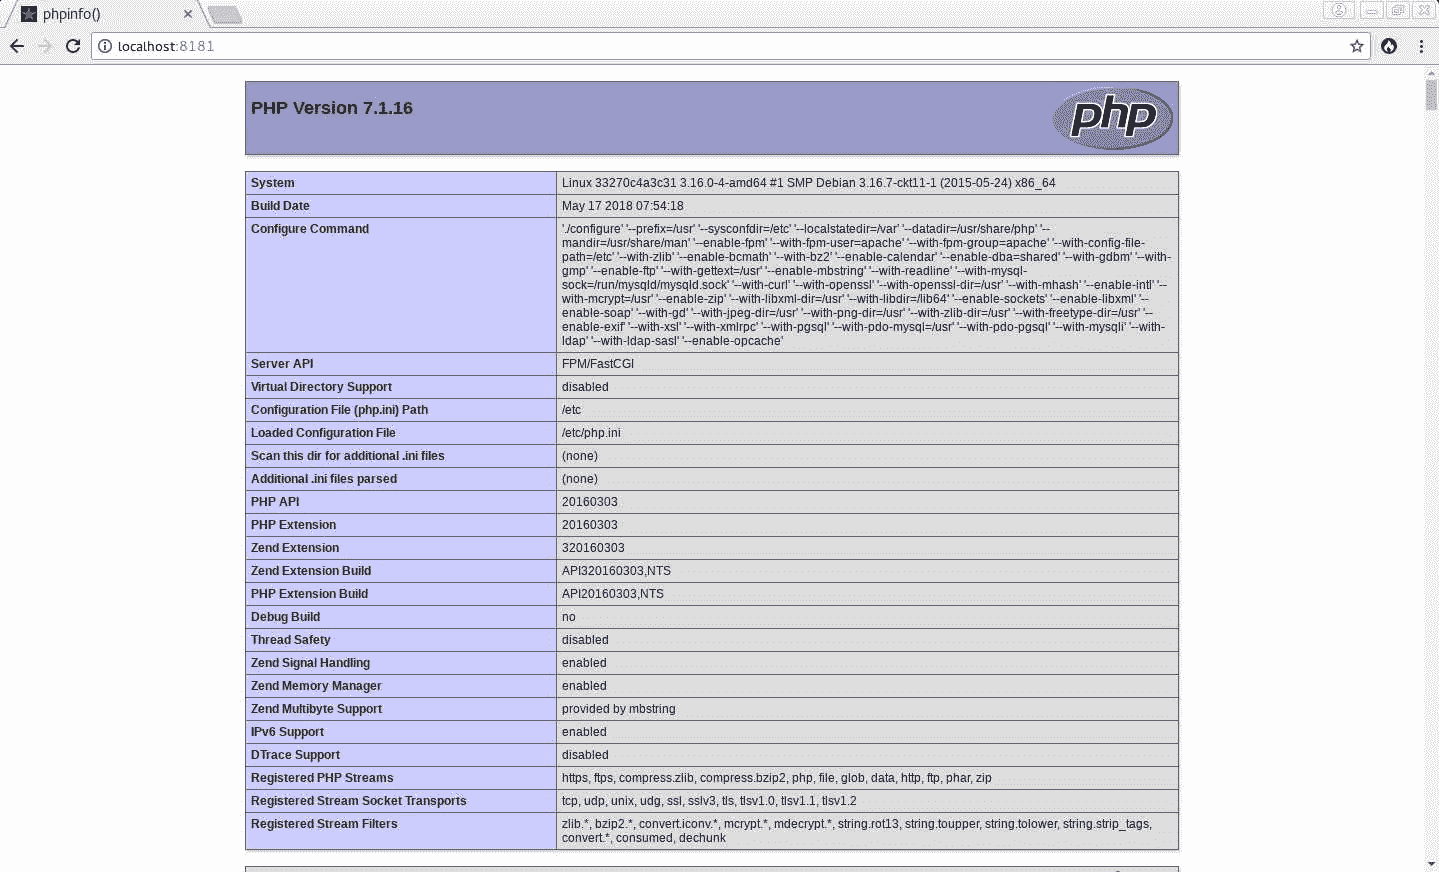 phpinfo()
localhost:8181
PHP Version 7.1.16
php
System Linux 33270c4a3c31 3.16.0-4-amd64 #1 SMP Debian 3.16.7-ckt11-1 (2015-05-24) x86_64
Build Date May 17 2018 07:54:18
Configure Command './configure' '--prefix=/usr' '--sysconfdir=/etc' '--localstatedir=/var' '--datadir=/usr/share/php' '--
mandir=/usr/share/man' '--enable-fpm' '--with-fpm-user=apache' '--with-fpm-group=apache' '--with-config-file-
path=/etc' '--with-zlib' '--enable-bcmath' '--with-bz2' '--enable-calendar' '--enable-dba=shared' '--with-gdbm' '--with-
gmp' '--enable-ftp' '--with-gettext=/usr' '--enable-mbstring' '--with-readline' '--with-mysql-
sock=/run/mysqld/mysqld.sock' '--with-curl' '--with-openssl' '--with-openssl-dir=/usr' '--with-mhash' '--enable-intl' '--
with-mcrypt=/usr' '--enable-zip' '--with-libxml-dir=/usr' '--with-libdir=/lib64' '--enable-sockets' '--enable-libxml' '--
enable-soap' '--with-gd' '--with-jpeg-dir=/usr' '--with-png-dir=/usr' '--with-zlib-dir=/usr' '--with-freetype-dir=/usr' '--
enable-exif' '--with-xsl' '--with-xmlrpc' '--with-pgsql' '--with-pdo-mysql=/usr' '--with-pdo-pgsql' '--with-mysqli' '--with-
ldap' '--with-ldap-sasl' '--enable-opcache'
Server API FPM/FastCGI
Virtual Directory Support disabled
Configuration File (php.ini) Path /etc
Loaded Configuration File /etc/php.ini
Scan this dir for additional .ini files (none)
Additional .ini files parsed (none)
PHP API 20160303
PHP Extension 20160303
Zend Extension 320160303
Zend Extension Build API320160303,NTS
PHP Extension Build API20160303,NTS
Debug Build no
Thread Safety disabled
Zend Signal Handling enabled
Zend Memory Manager enabled
Zend Multibyte Support provided by mbstring
IPv6 Support enabled
DTrace Support disabled
Registered PHP Streams https, ftps, compress.zlib, compress.bzip2, php, file, glob, data, http, ftp, phar, zip
Registered Stream Socket Transports tcp, udp, unix, udg, ssl, sslv3, tls, tlsv1.0, tlsv1.1, tlsv1.2
Registered Stream Filters zlib.*, bzip2.*, convert.iconv.*, mcrypt.*, mdecrypt.*, string.rot13, string.toupper, string.tolower, string.strip_tags,
convert.*, consumed, dechunk